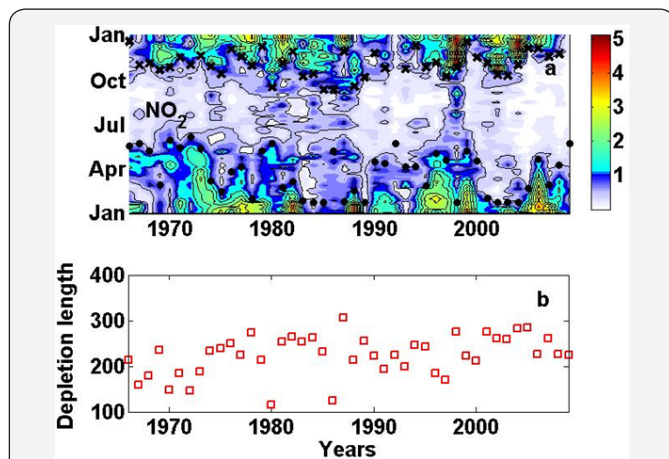 Jan
Oct
Jul
Apr
Jan
a
NO2
5
4
3
2
1
1970 1980 1990 2000
400
300
200
100
b
Depletion length
1970 1980 1990 2000
Years